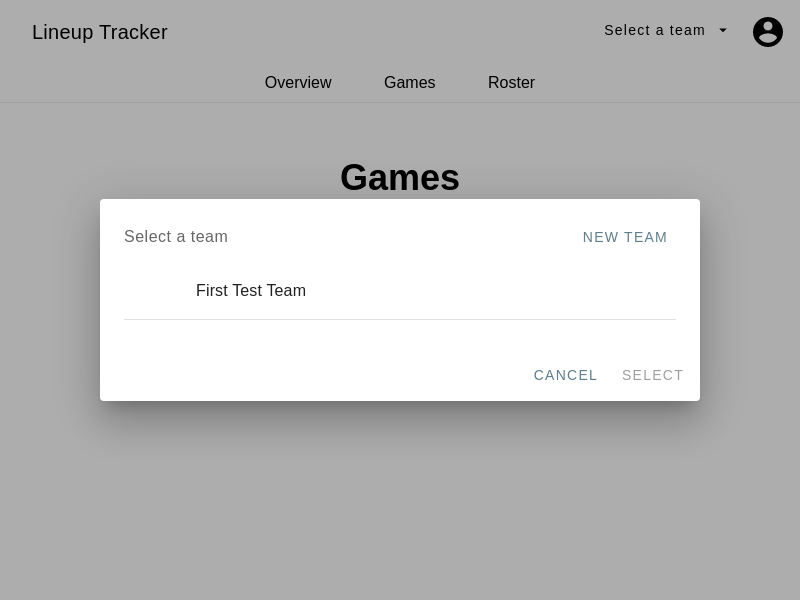 Lineup Tracker
Select a team
Overview Games Roster
Games
Select a team
NEW TEAM
First Test Team
CANCEL SELECT